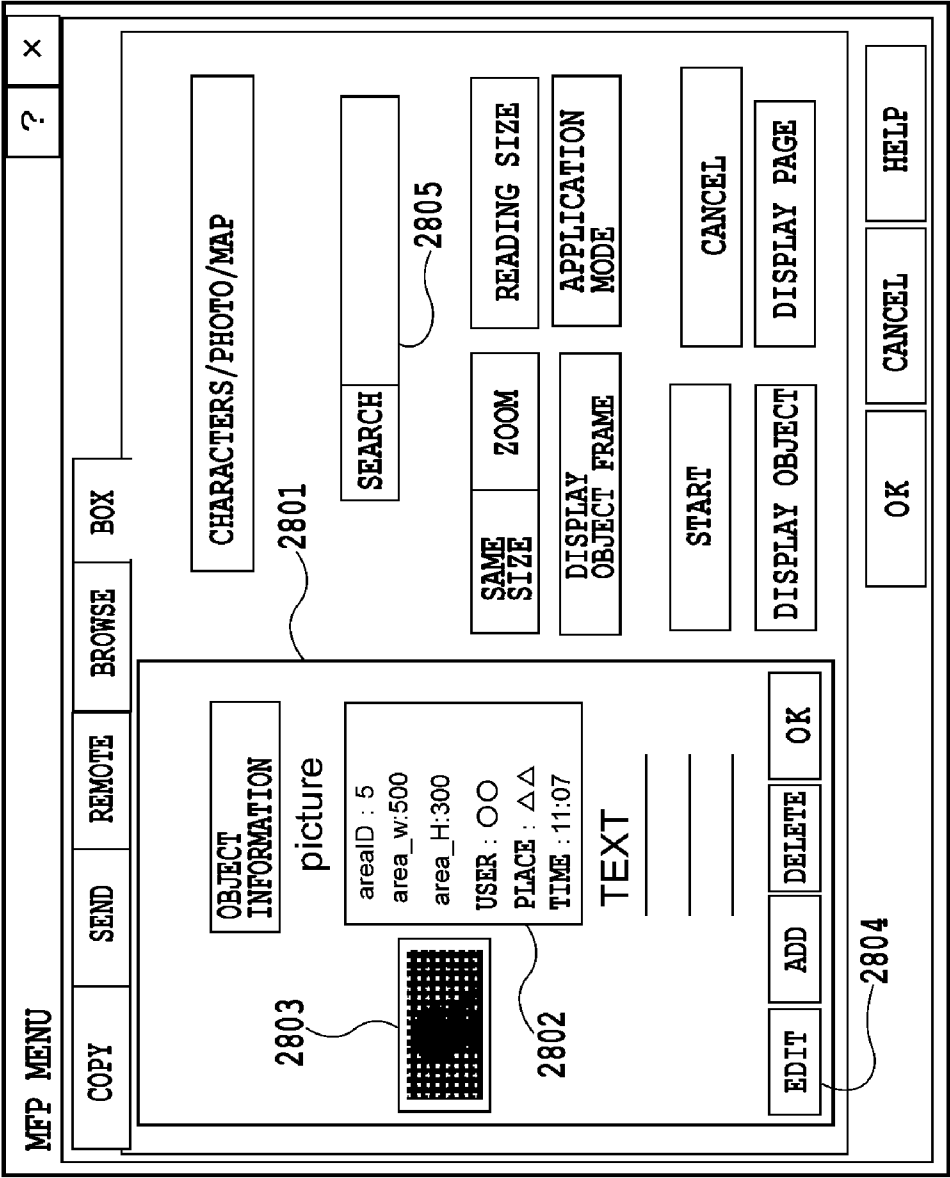 MFP MENU
? ×
COPY SEND REMOTE BROWSE BOX
2801
OBJECT
INFORMATION
picture
2803
areaID : 5
area_w:500
area_H:300
USER : ○○
PLACE : △△
TIME : 11:07
2802
TEXT
EDIT ADD DELETE OK
2804
CHARACTERS/PHOTO/MAP
SEARCH
2805
SAME
SIZE
ZOOM
READING SIZE
DISPLAY
OBJECT FRAME
APPLICATION
MODE
START
CANCEL
DISPLAY OBJECT
DISPLAY PAGE
OK CANCEL HELP